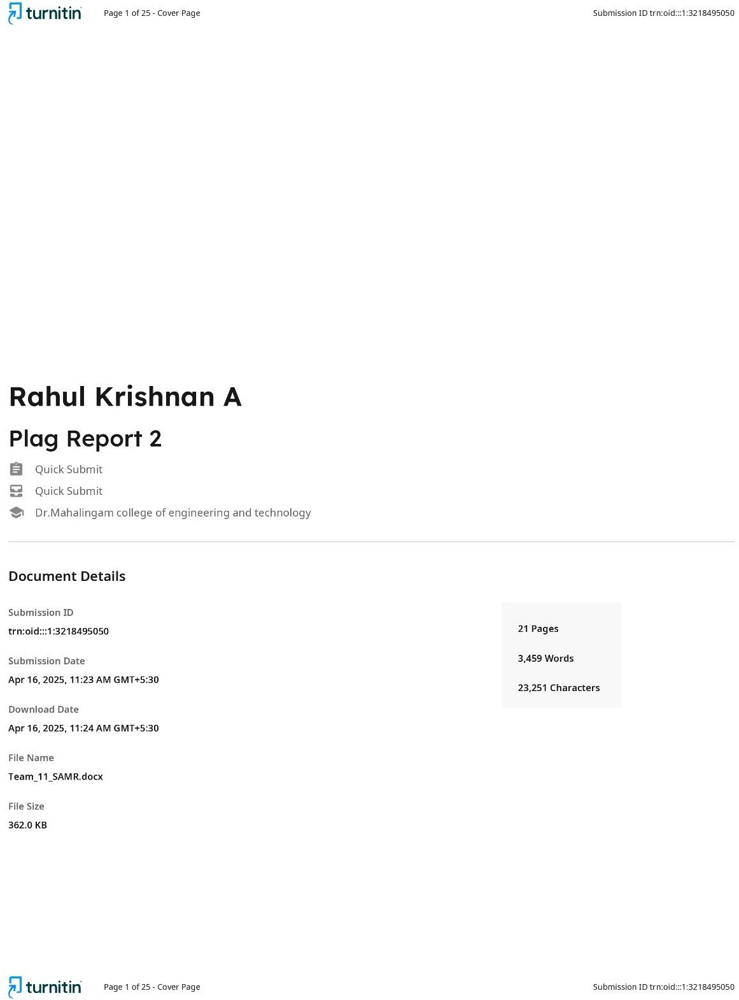 turnitin Page 1 of 25 - Cover Page Submission ID trn:oid:::1:3218495050
Rahul Krishnan A
Plag Report 2
Quick Submit
Quick Submit
Dr.Mahalingam college of engineering and technology
Document Details
Submission ID
trn:oid:::1:3218495050
Submission Date
Apr 16, 2025, 11:23 AM GMT+5:30
Download Date
Apr 16, 2025, 11:24 AM GMT+5:30
File Name
Team_11_SAMR.docx
File Size
362.0 KB
21 Pages
3,459 Words
23,251 Characters
turnitin Page 1 of 25 - Cover Page Submission ID trn:oid:::1:3218495050